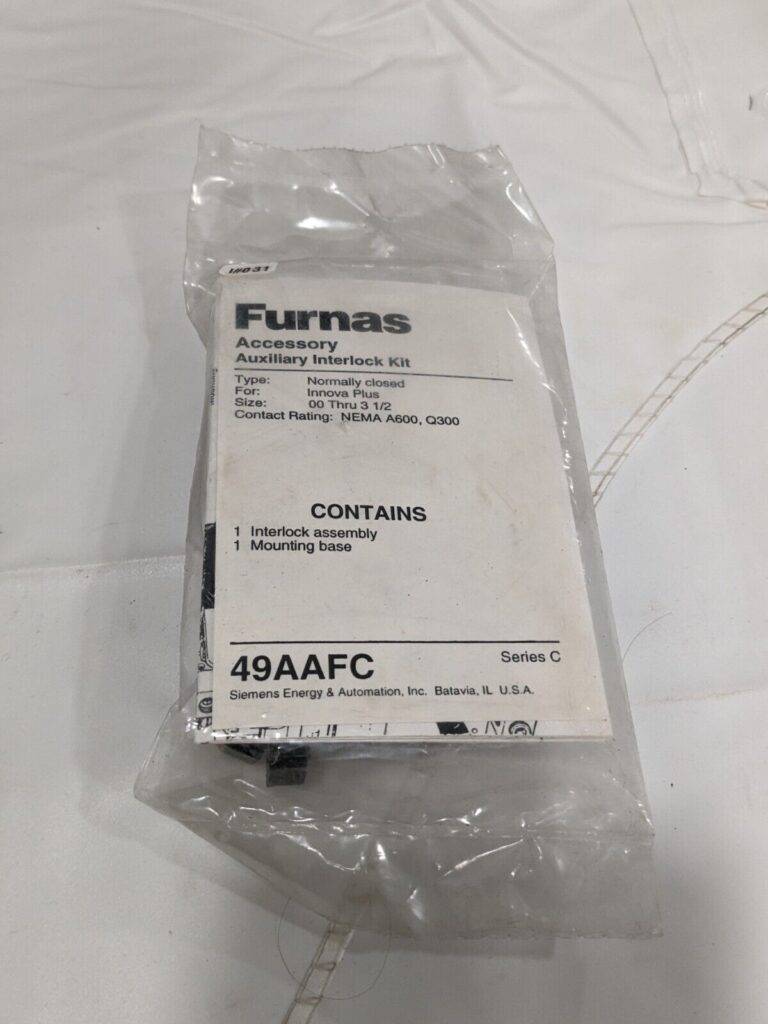 Furnas
Accessory
Auxiliary Interlock Kit
Type: Normally closed
For: Innova Plus
Size: 00 Thru 3 1/2
Contact Rating: NEMA A600, Q300
CONTAINS
1 Interlock assembly
1 Mounting base
49AAFC
Series C
Siemens Energy & Automation, Inc. Batavia, IL U.S.A.